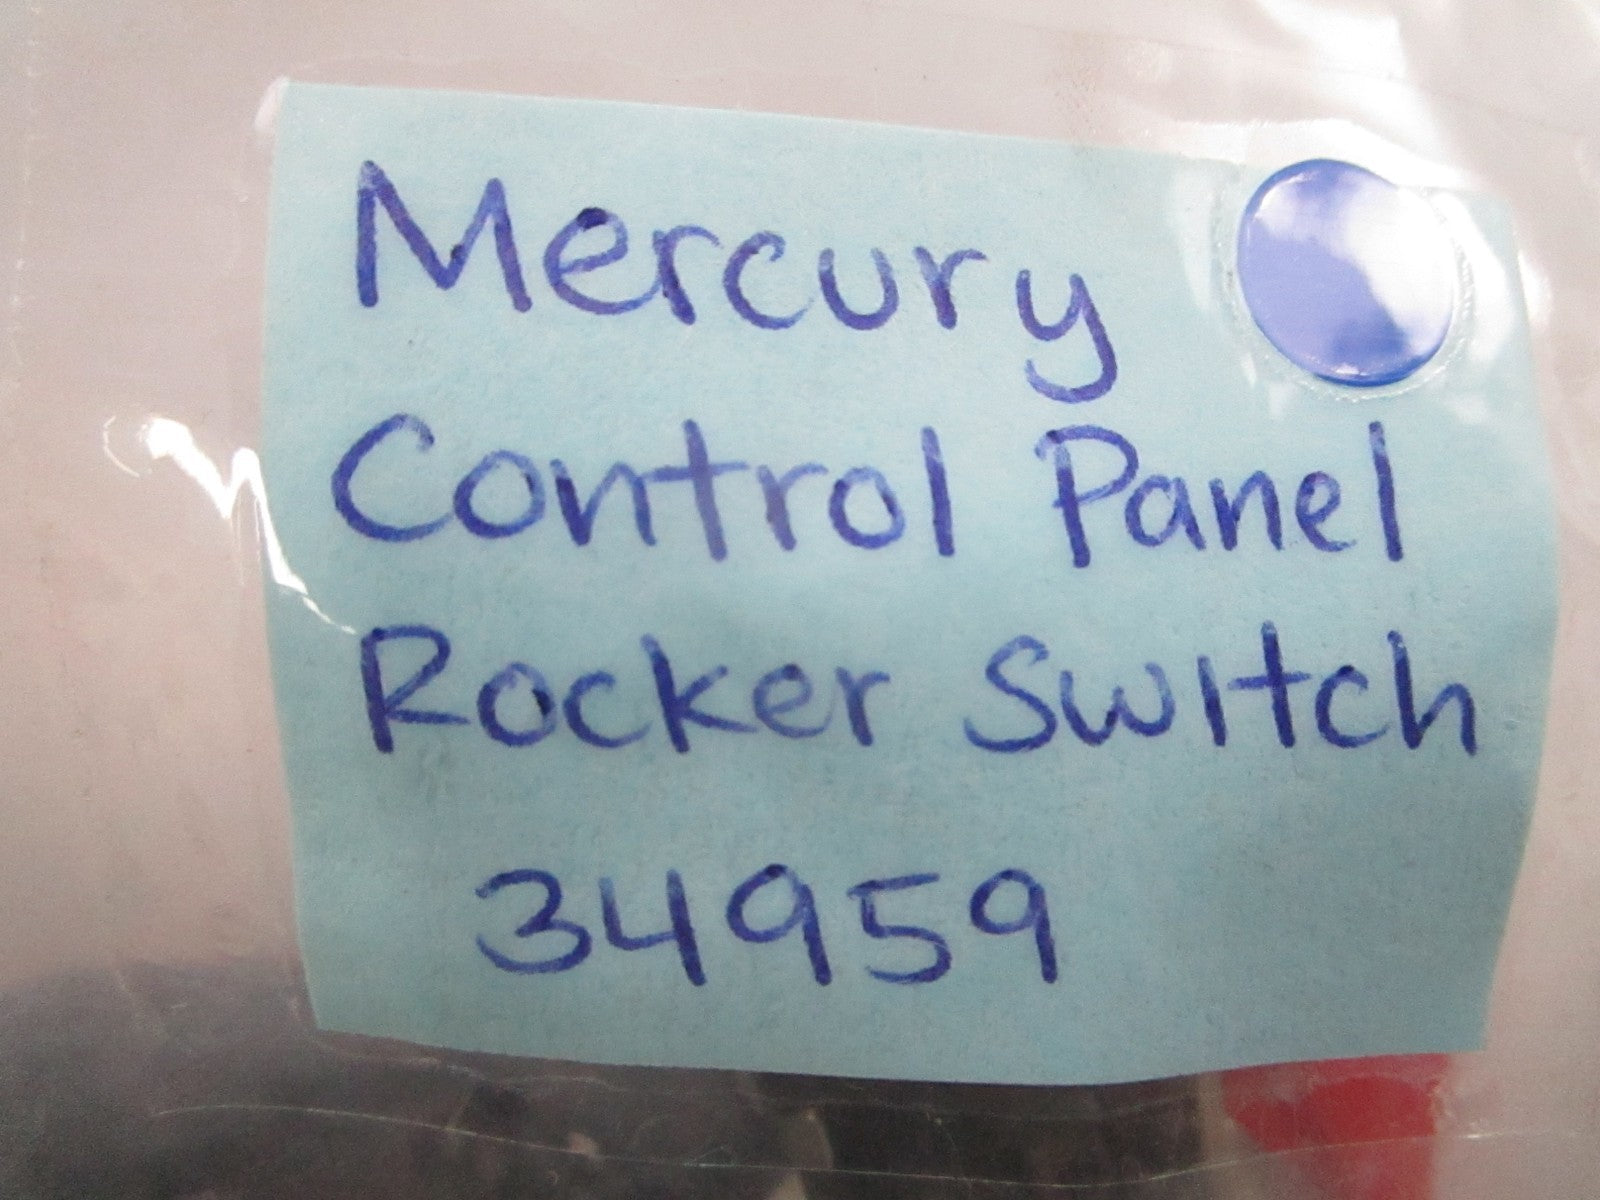 Mercury
Control Panel
Rocker Switch
34959